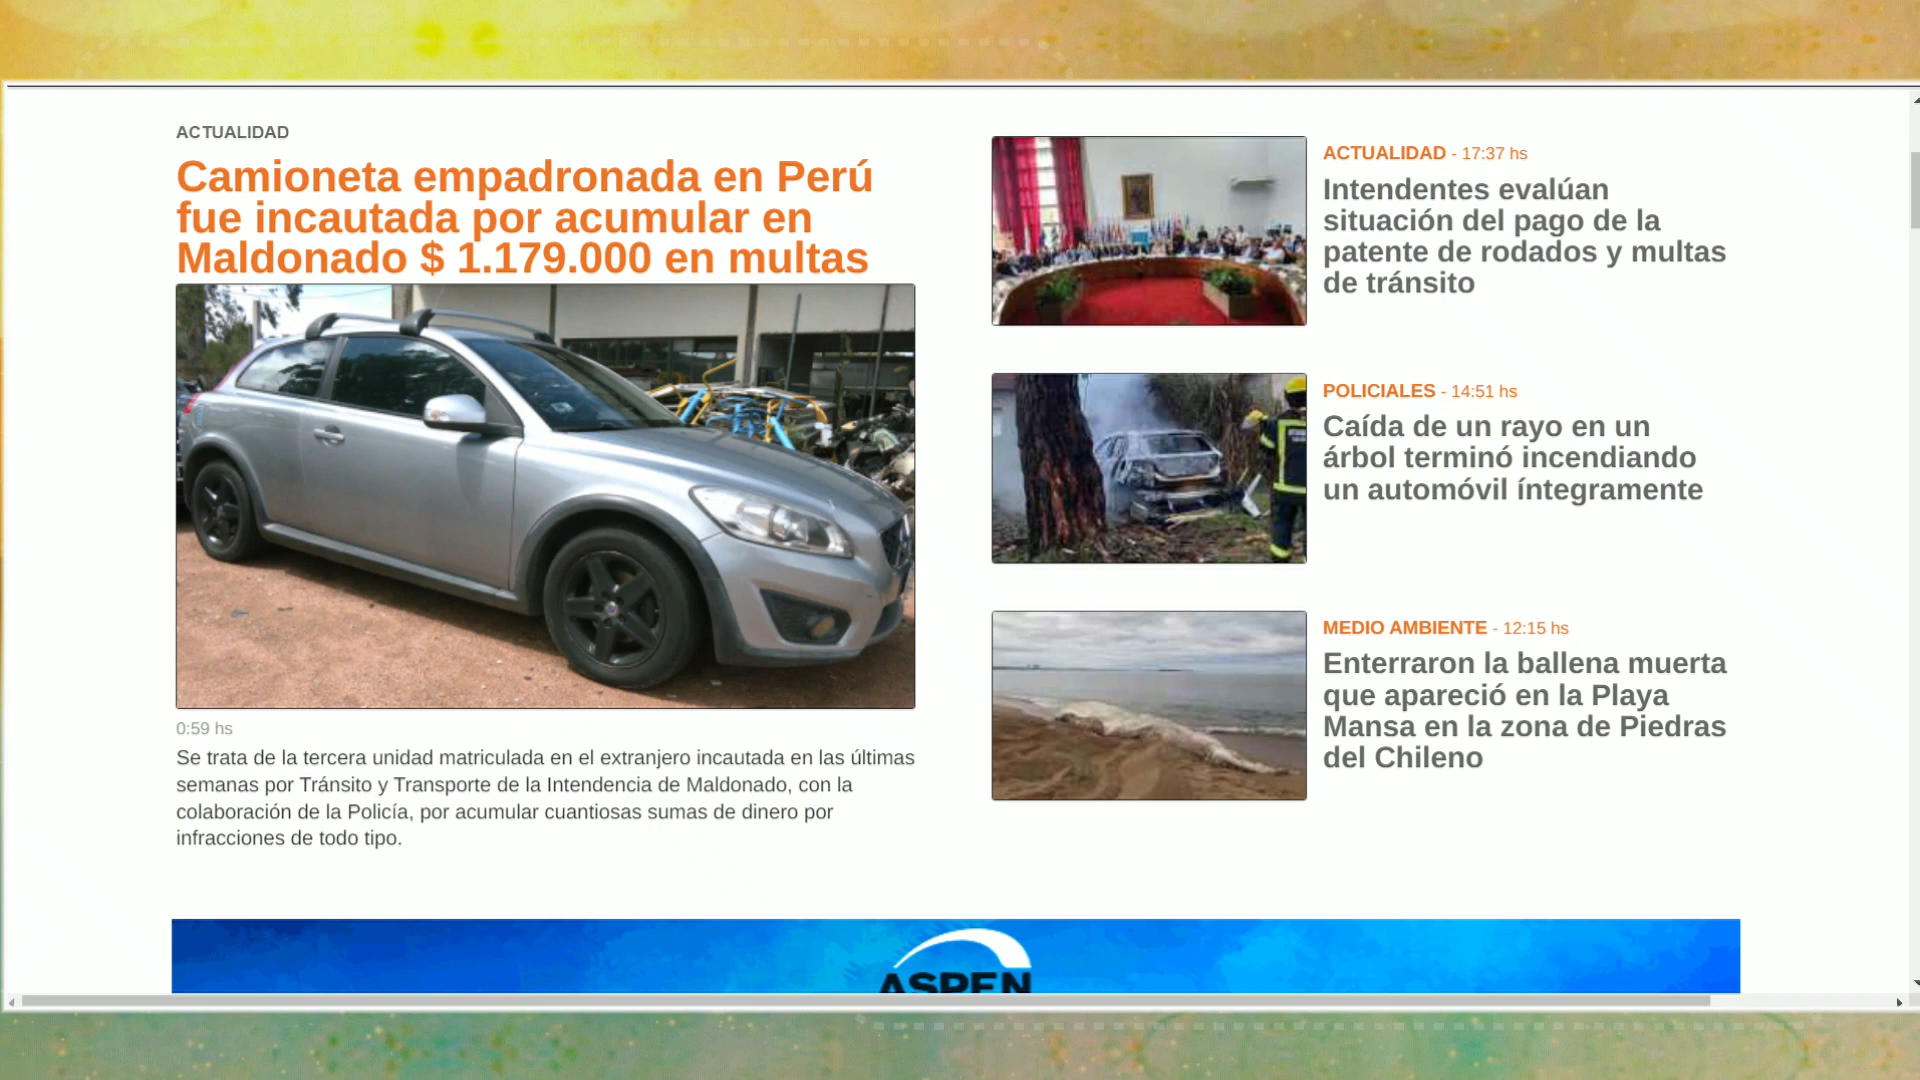 ACTUALIDAD
Camioneta empadronada en Perú
fue incautada por acumular en
Maldonado $ 1.179.000 en multas
0:59 hs
Se trata de la tercera unidad matriculada en el extranjero incautada en las últimas
semanas por Tránsito y Transporte de la Intendencia de Maldonado, con la
colaboración de la Policía, por acumular cuantiosas sumas de dinero por
infracciones de todo tipo.
ACTUALIDAD - 17:37 hs
Intendentes evalúan
situación del pago de la
patente de rodados y multas
de tránsito
POLICIALES - 14:51 hs
Caída de un rayo en un
árbol terminó incendiando
un automóvil íntegramente
MEDIO AMBIENTE - 12:15 hs
Enterraron la ballena muerta
que apareció en la Playa
Mansa en la zona de Piedras
del Chileno
ASPEN